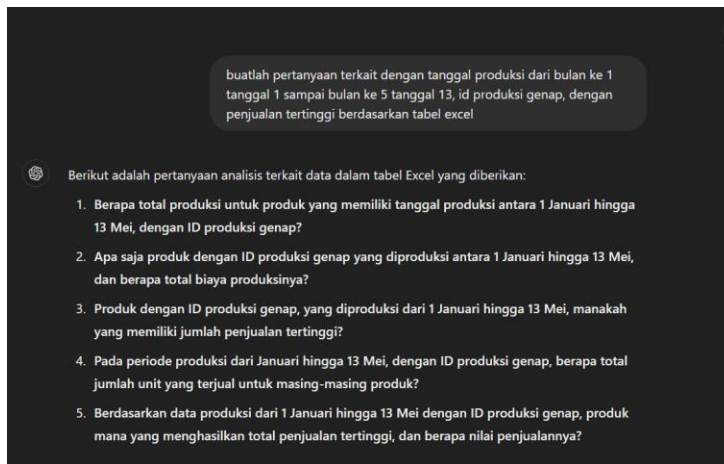 buatlah pertanyaan terkait dengan tanggal produksi dari bulan ke 1
tanggal 1 sampai bulan ke 5 tanggal 13, id produksi genap, dengan
penjualan tertinggi berdasarkan tabel excel
Berikut adalah pertanyaan analisis terkait data dalam tabel Excel yang diberikan:
1. Berapa total produksi untuk produk yang memiliki tanggal produksi antara 1 Januari hingga
13 Mei, dengan ID produksi genap?
2. Apa saja produk dengan ID produksi genap yang diproduksi antara 1 Januari hingga 13 Mei,
dan berapa total biaya produksinya?
3. Produk dengan ID produksi genap, yang diproduksi dari 1 Januari hingga 13 Mei, manakah
yang memiliki jumlah penjualan tertinggi?
4. Pada periode produksi dari Januari hingga 13 Mei, dengan ID produksi genap, berapa total
jumlah unit yang terjual untuk masing-masing produk?
5. Berdasarkan data produksi dari 1 Januari hingga 13 Mei dengan ID produksi genap, produk
mana yang menghasilkan total penjualan tertinggi, dan berapa nilai penjualannya?